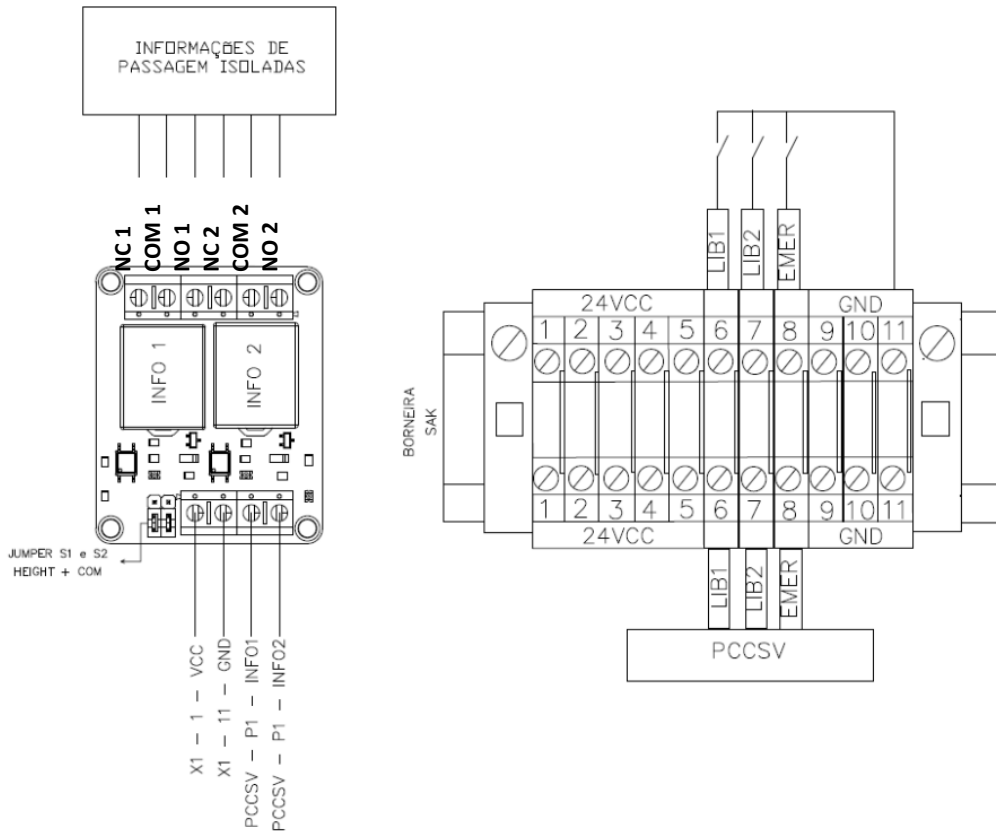 INFORMAÇÕES DE
PASSAGEM ISOLADAS
NC 1
COM 1
NO 1
NC 2
COM 2
NO 2
INFO 1
INFO 2
JUMPER S1 e S2
HEIGHT + COM
X1 - 1 - VCC
X1 - 11 - GND
PCCSV - P1 - INFO1
PCCSV - P1 - INFO2
LIB1
LIB2
EMER
24VCC GND
1 2 3 4 5 6 7 8 9 10 11
BORNEIRA
SAK
1 2 3 4 5 6 7 8 9 10 11
24VCC GND
LIB1
LIB2
EMER
PCCSV